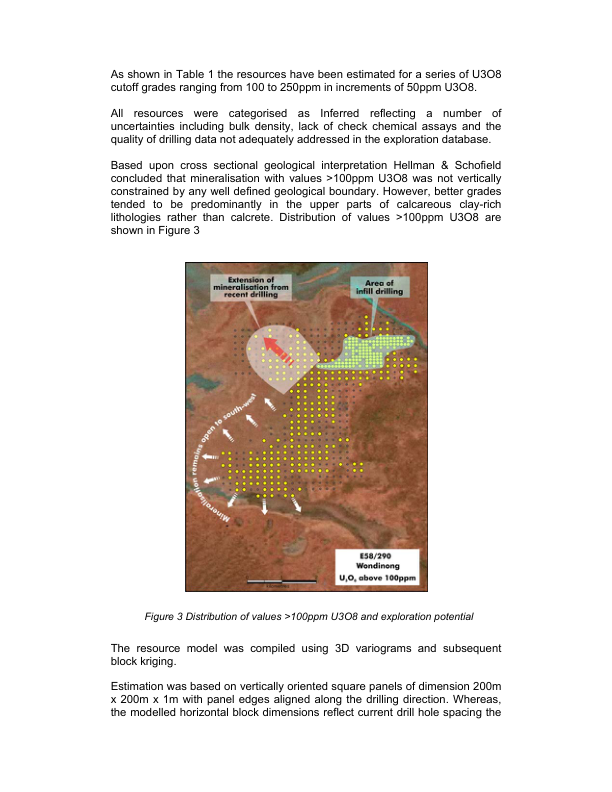 As shown in Table 1 the resources have been estimated for a series of U3O8
cutoff grades ranging from 100 to 250ppm in increments of 50ppm U3O8.
All resources were categorised as Inferred reflecting a number of
uncertainties including bulk density, lack of check chemical assays and the
quality of drilling data not adequately addressed in the exploration database.
Based upon cross sectional geological interpretation Hellman & Schofield
concluded that mineralisation with values >100ppm U3O8 was not vertically
constrained by any well defined geological boundary. However, better grades
tended to be predominantly in the upper parts of calcareous clay-rich
lithologies rather than calcrete. Distribution of values >100ppm U3O8 are
shown in Figure 3
Extension of
mineralisation from
recent drilling
Area of
infill drilling
Mineralisation remains open to south-west
E58/290
Wondinong
U₃O₈ above 100ppm
Figure 3 Distribution of values >100ppm U3O8 and exploration potential
The resource model was compiled using 3D variograms and subsequent
block kriging.
Estimation was based on vertically oriented square panels of dimension 200m
x 200m x 1m with panel edges aligned along the drilling direction. Whereas,
the modelled horizontal block dimensions reflect current drill hole spacing the